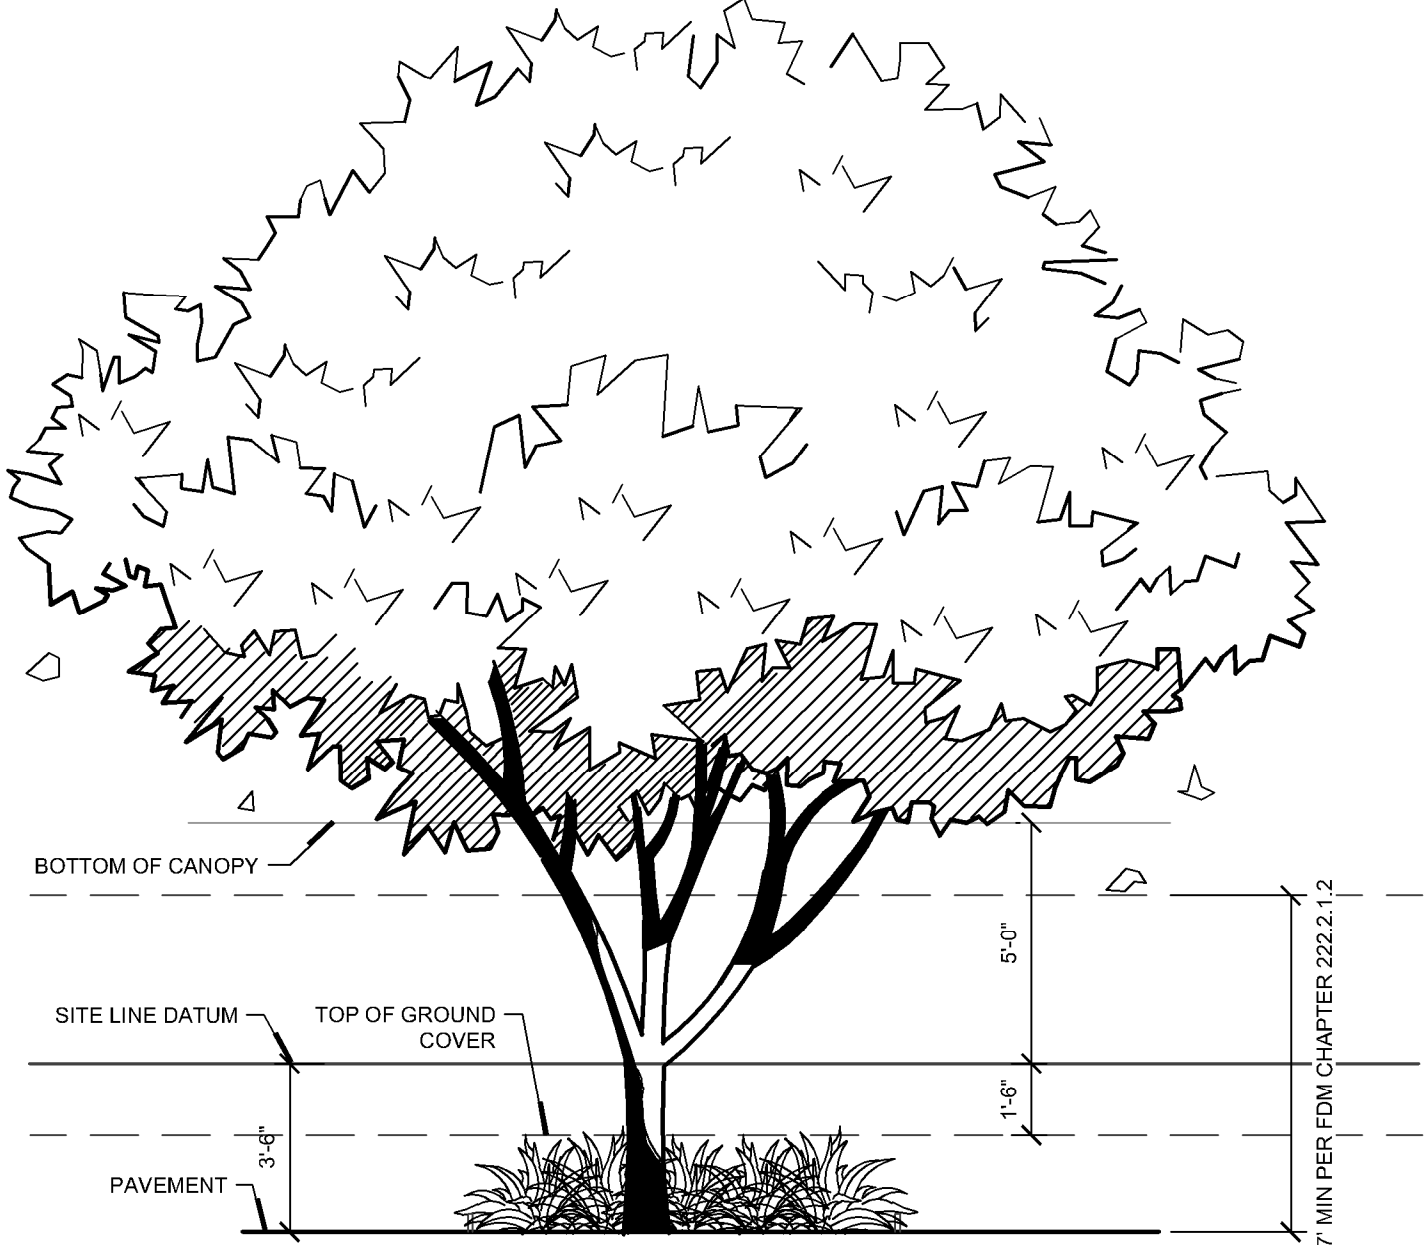 BOTTOM OF CANOPY
5'-0"
7' MIN PER FDM CHAPTER 222.2.1.2
SITE LINE DATUM
TOP OF GROUND
COVER
1'-6"
3'-6"
PAVEMENT